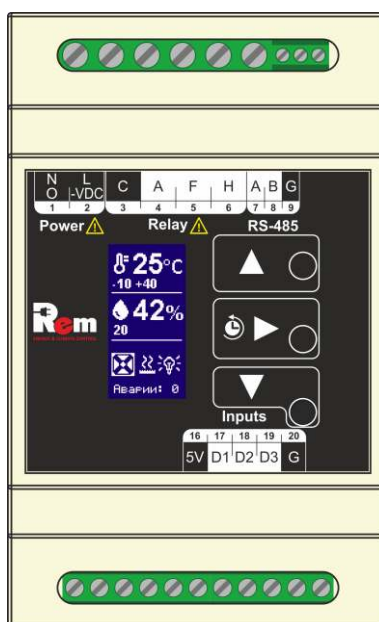 N L C A F H A B G
O -VDC
1 2 3 4 5 6 7 8 9
Power Relay RS-485
25°C
-10 +40
42%
20
Аварии: 0
Rem
Inputs
16 17 18 19 20
5V D1 D2 D3 G